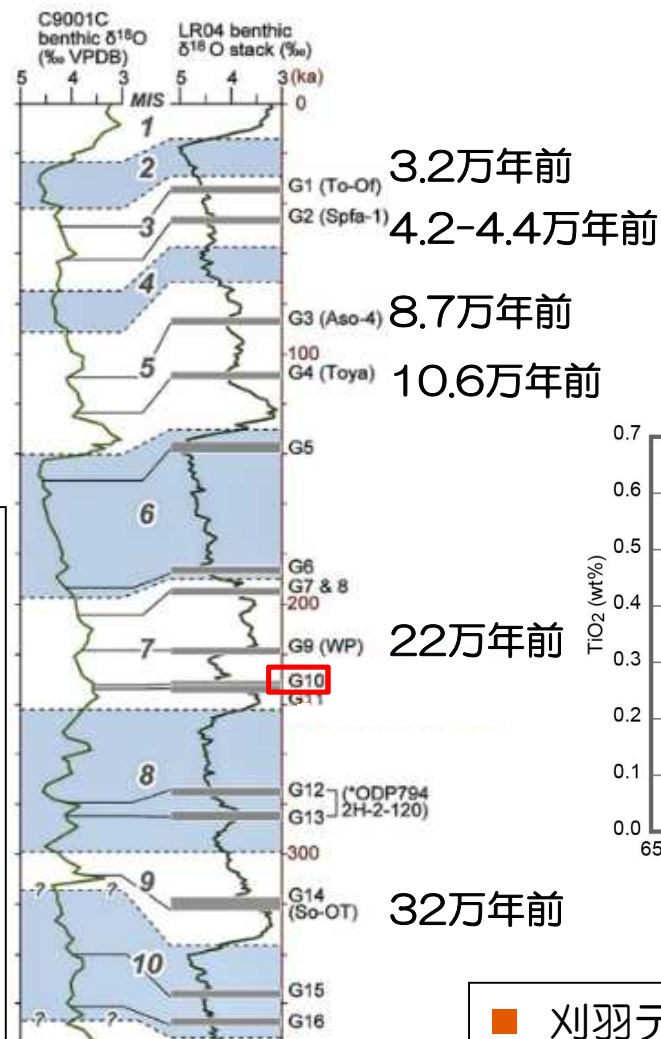 C9001C
benthic δ¹⁸O
(‰ VPDB)
LR04 benthic
δ¹⁸O stack (‰)
5 4 3 5 4 3 (ka)
MIS
0
1
2
G1 (To-Of) 3.2万年前
3
G2 (Spfa-1) 4.2-4.4万年前
4
G3 (Aso-4) 8.7万年前
100
5
G4 (Toya) 10.6万年前
G5
6
G6
G7 & 8
200
7
G9 (WP) 22万年前
G10
G11
8
G12 (*ODP794
G13 2H-2-120)
300
? ? 9
G14
(So-OT) 32万年前
10
G15
? ? G16
TiO₂ (wt%)
0.7
0.6
0.5
0.4
0.3
0.2
0.1
0.0
65
■ 刈羽テ